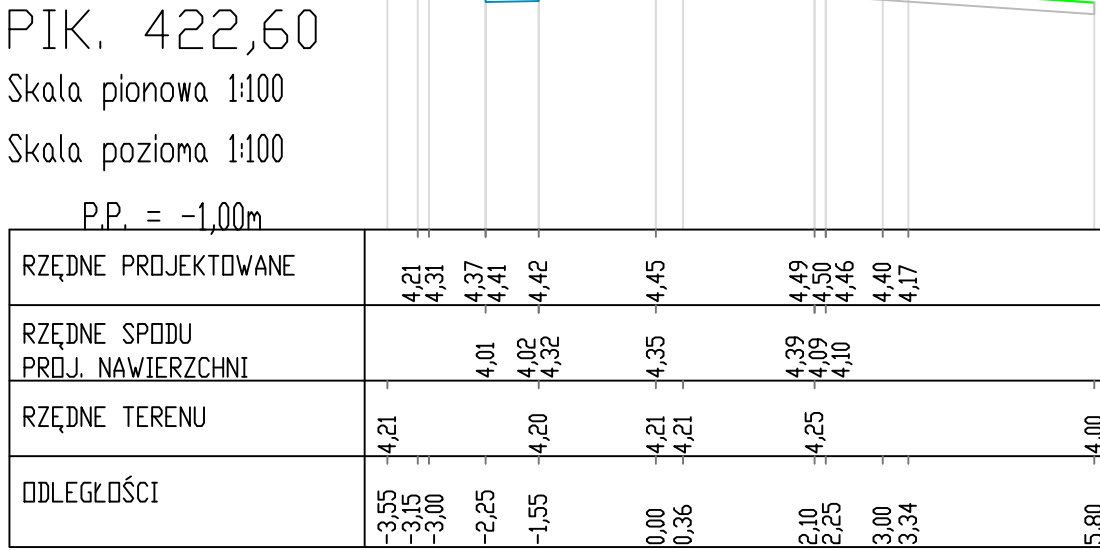 PIK. 422,60
Skala pionowa 1:100
Skala pozioma 1:100
P.P. = -1,00m
RZĘDNE PROJEKTOWANE 4,21 4,31 4,37 4,41 4,42 4,45 4,49 4,50 4,46 4,40 4,17
RZĘDNE SPODU
PROJ. NAWIERZCHNI 4,01 4,02 4,32 4,35 4,39 4,09 4,10
RZĘDNE TERENU 4,21 4,20 4,21 4,21 4,25 4,00
ODLEGŁOŚCI -3,55 -3,15 -3,00 -2,25 -1,55 0,00 0,36 2,10 2,25 3,00 3,34 5,80